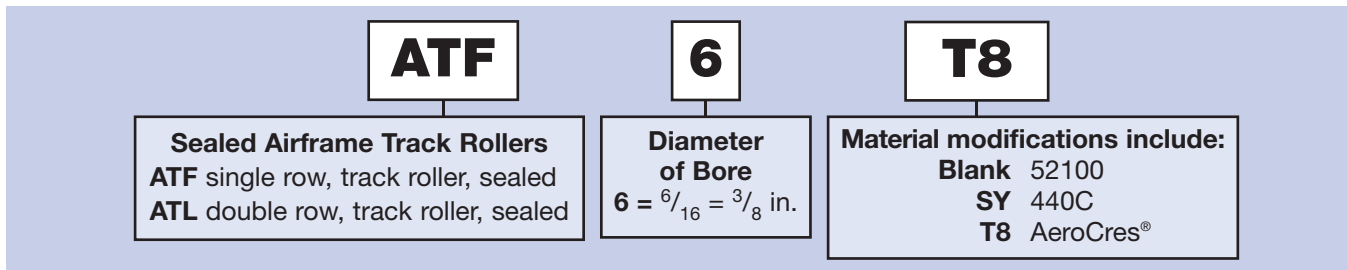 ATF
6
T8
Sealed Airframe Track Rollers
ATF single row, track roller, sealed
ATL double row, track roller, sealed
Diameter
of Bore
6 = 6/16 = 3/8 in.
Material modifications include:
Blank 52100
SY 440C
T8 AeroCres®